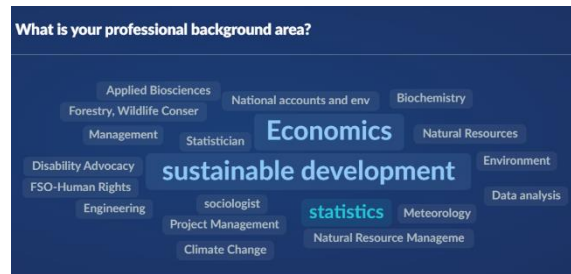 What is your professional background area?
Applied Biosciences
National accounts and env
Biochemistry
Forestry, Wildlife Conser
Management
Statistician
Economics
Natural Resources
Disability Advocacy
sustainable development
Environment
FSO-Human Rights
Data analysis
Engineering
sociologist
statistics
Meteorology
Project Management
Natural Resource Manageme
Climate Change